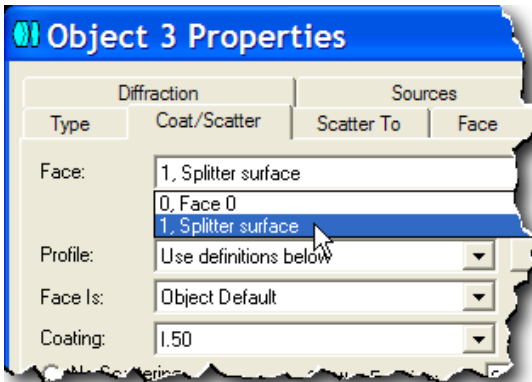 Object 3 Properties
Diffraction Sources
Type Coat/Scatter Scatter To Face
Face: 1, Splitter surface
0, Face 0
1, Splitter surface
Profile: Use definitions below
Face Is: Object Default
Coating: I.50